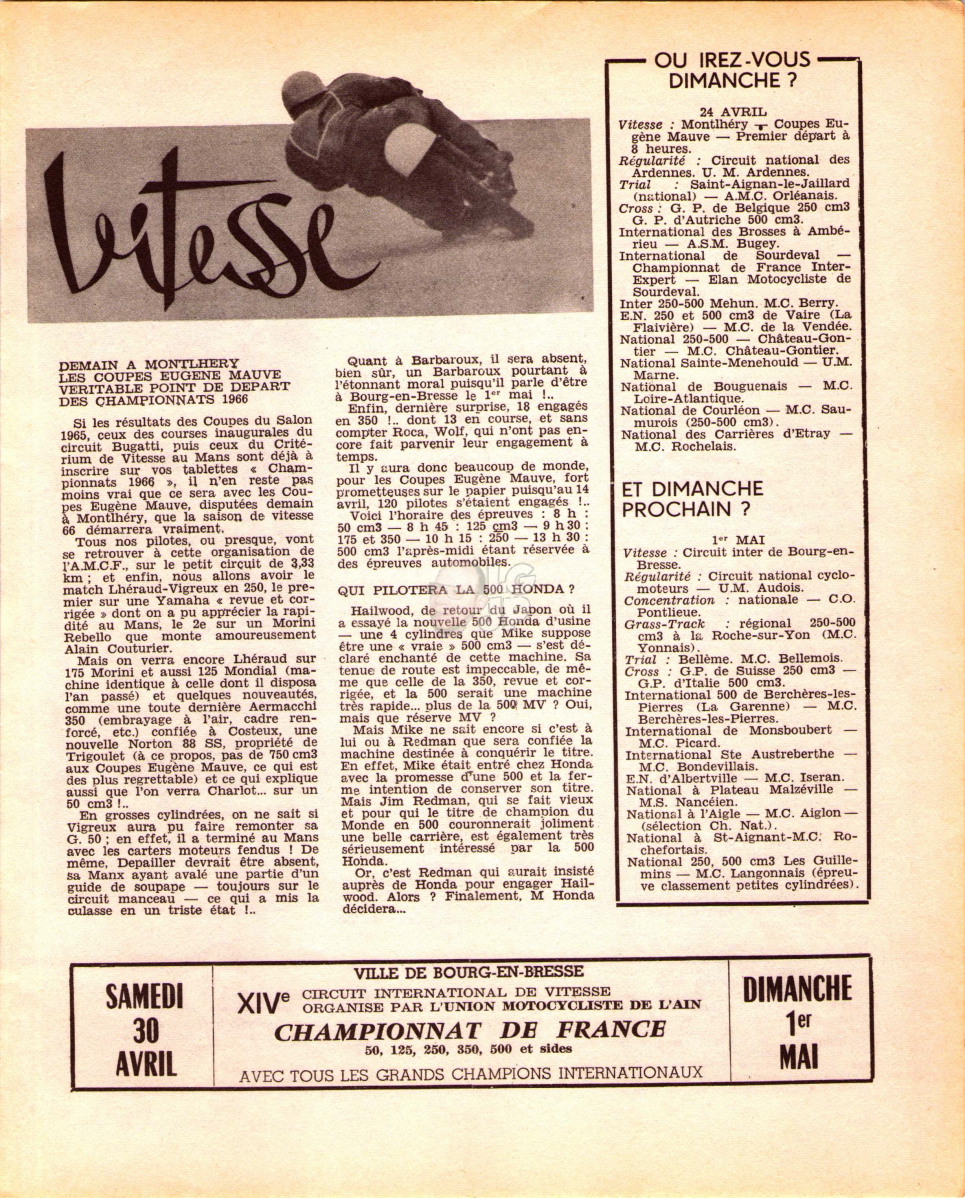 Vitesse
DEMAIN A MONTLHERY
LES COUPES EUGENE MAUVE
VERITABLE POINT DE DEPART
DES CHAMPIONNATS 1966
Si les résultats des Coupes du Salon
1965, ceux des courses inaugurales du
circuit Bugatti, puis ceux du Crité-
rium de Vitesse au Mans sont déjà à
inscrire sur vos tablettes « Cham-
pionnats 1966 », il n'en reste pas
moins vrai que ce sera avec les Cou-
pes Eugène Mauve, disputées demain
à Montlhéry, que la saison de vitesse
66 démarrera vraiment.
Tous nos pilotes, ou presque, vont
se retrouver à cette organisation de
l'A.M.C.F., sur le petit circuit de 3,33
km ; et enfin, nous allons avoir le
match Lhéraud-Vigreux en 250, le pre-
mier sur une Yamaha « revue et cor-
rigée » dont on a pu apprécier la rapi-
dité au Mans, le 2e sur un Morini
Rebello que monte amoureusement
Alain Couturier.
Mais on verra encore Lhéraud sur
175 Morini et aussi 125 Mondial (ma-
chine identique à celle dont il disposa
l'an passé) et quelques nouveautés,
comme une toute dernière Aermacchi
350 (embrayage à l'air, cadre ren-
forcé, etc.) confiée à Costeux, une
nouvelle Norton 88 SS, propriété de
Trigoulet (à ce propos, pas de 750 cm3
aux Coupes Eugène Mauve, ce qui est
des plus regrettable) et ce qui explique
aussi que l'on verra Charlot... sur un
50 cm3 !..
En grosses cylindrées, on ne sait si
Vigreux aura pu faire remonter sa
G. 50 ; en effet, il a terminé au Mans
avec les carters moteurs fendus ! De
même, Depailler devrait être absent,
sa Manx ayant avalé une partie d'un
guide de soupape — toujours sur le
circuit manceau — ce qui a mis la
culasse en un triste état !..
Quant à Barbaroux, il sera absent,
bien sûr, un Barbaroux pourtant à
l'étonnant moral puisqu'il parle d'être
à Bourg-en-Bresse le 1er mai !..
Enfin, dernière surprise, 18 engagés
en 350 !.. dont 13 en course, et sans
compter Roca, Wolf, qui n'ont pas en-
core fait parvenir leur engagement à
temps.
Il y aura donc beaucoup de monde,
pour les Coupes Eugène Mauve, fort
prometteuses sur le papier puisqu'au 14
avril, 120 pilotes s'étaient engagés !..
Voici l'horaire des épreuves : 8 h :
50 cm3 — 8 h 45 : 125 cm3 — 9 h 30 :
175 et 350 — 10 h 15 : 250 — 13 h 30 :
500 cm3 l'après-midi étant réservée à
des épreuves automobiles.
QUI PILOTERA LA 500 HONDA ?
Hailwood, de retour du Japon où il
a essayé la nouvelle 500 Honda d'usine
— une 4 cylindres que Mike suppose
être une « vraie » 500 cm3 — s'est dé-
claré enchanté de cette machine. Sa
tenue de route est impeccable, de mê-
me que celle de la 350, revue et cor-
rigée, et la 500 serait une machine
très rapide... plus de la 500 MV ? Oui,
mais que réserve MV ?
Mais Mike ne sait encore si c'est à
lui ou à Redman que sera confiée la
machine destinée à conquérir le titre.
En effet, Mike était entré chez Honda
avec la promesse d'une 500 et la fer-
me intention de conserver son titre.
Mais Jim Redman, qui se fait vieux
et pour qui le titre de champion du
Monde en 500 couronnerait joliment
une belle carrière, est également très
sérieusement intéressé par la 500
Honda.
Or, c'est Redman qui aurait insisté
auprès de Honda pour engager Hail-
wood. Alors ? Finalement, M Honda
décidera...
OU IREZ-VOUS
DIMANCHE ?
24 AVRIL
Vitesse : Montlhéry — Coupes Eu-
gène Mauve — Premier départ à
8 heures.
Régularité : Circuit national des
Ardennes. U. M. Ardennes.
Trial : Saint-Aignan-le-Jaillard
(national) — A.M.C. Orléanais.
Cross : G. P. de Belgique 250 cm3
G. P. d'Autriche 500 cm3.
International des Brosses à Ambé-
rieu — A.S.M. Bugey.
International de Sourdeval —
Championnat de France Inter-
Expert — Elan Motocycliste de
Sourdeval.
Inter 250-500 Mehun. M.C. Berry.
E.N. 250 et 500 cm3 de Vaire (La
Flaivière) — M.C. de la Vendée.
National 250-500 — Château-Gon-
tier — M.C. Château-Gontier.
National Sainte-Menehould — U.M.
Marne.
National de Bouguenais — M.C.
Loire-Atlantique.
National de Courléon — M.C. Sau-
murois (250-500 cm3).
National des Carrières d'Etray —
M.C. Rochelais.
ET DIMANCHE
PROCHAIN ?
1er MAI
Vitesse : Circuit inter de Bourg-en-
Bresse.
Régularité : Circuit national cyclo-
moteurs — U.M. Audois.
Concentration : nationale — C.O.
Pontlieue.
Grass-Track : régional 250-500
cm3 à la Roche-sur-Yon (M.C.
Yonnais).
Trial : Bellème. M.C. Bellemois.
Cross : G.P. de Suisse 250 cm3 —
G.P. d'Italie 500 cm3.
International 500 de Berchères-les-
Pierres (La Garenne) — M.C.
Berchères-les-Pierres.
International de Monsboubert —
M.C. Picard.
International Ste Austreberthe —
M.C. Bondevillais.
E.N. d'Albertville — M.C. Iseran.
National à Plateau Malzéville —
M.S. Nancéien.
National à l'Aigle — M.C. Aiglon —
(sélection Ch. Nat.).
National à St-Aignant-M.C. Ro-
chefortais.
National 250, 500 cm3 Les Guille-
mins — M.C. Langonnais (épreu-
ve classement petites cylindrées).
SAMEDI
30
AVRIL
VILLE DE BOURG-EN-BRESSE
XIVe CIRCUIT INTERNATIONAL DE VITESSE
ORGANISE PAR L'UNION MOTOCYCLISTE DE L'AIN
CHAMPIONNAT DE FRANCE
50, 125, 250, 350, 500 et sides
AVEC TOUS LES GRANDS CHAMPIONS INTERNATIONAUX
DIMANCHE
1er
MAI